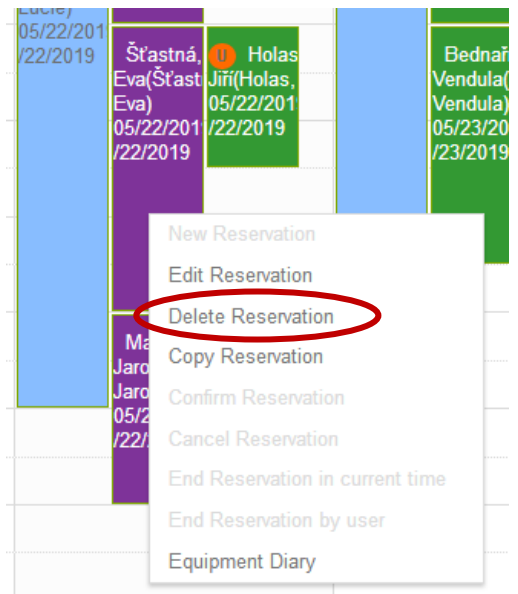 Lucie)
05/22/201
/22/2019
Šťastná,
Eva(Šťast
Eva)
05/22/201
/22/2019
U Holas
Jiří(Holas,
05/22/201
/22/2019
Bednař
Vendula(
Vendula)
05/23/20
/23/2019
Ma
Jaro
Jaro
05/2
/22/
New Reservation
Edit Reservation
Delete Reservation
Copy Reservation
Confirm Reservation
Cancel Reservation
End Reservation in current time
End Reservation by user
Equipment Diary